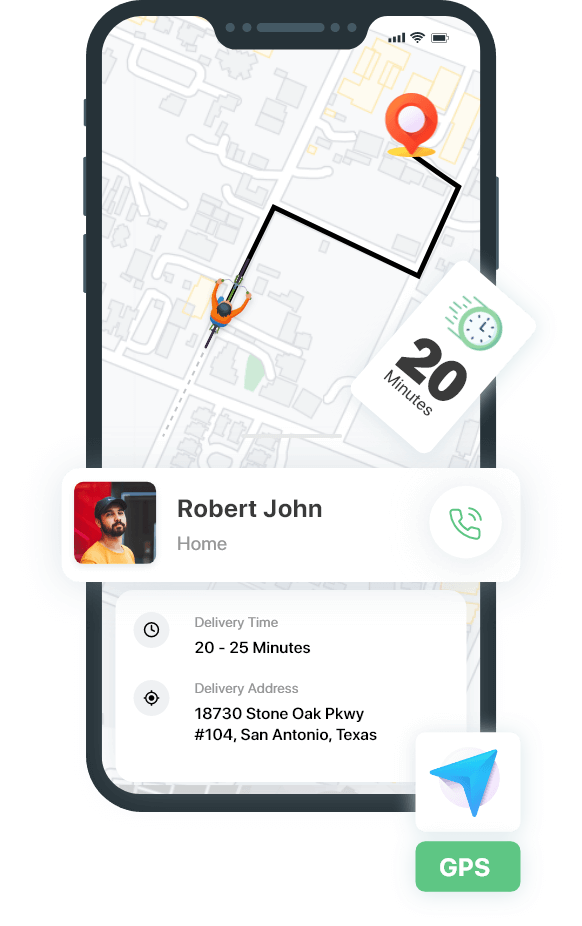 20
Minutes
Robert John
Home
Delivery Time
20 - 25 Minutes
Delivery Address
18730 Stone Oak Pkwy
#104, San Antonio, Texas
GPS